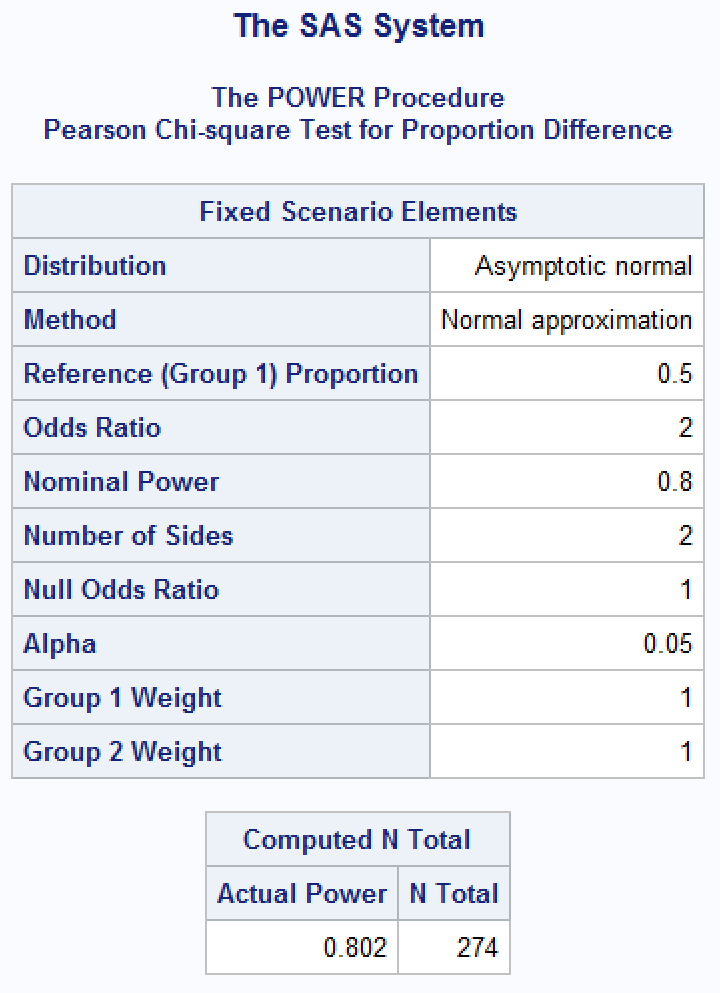 The SAS System
The POWER Procedure
Pearson Chi-square Test for Proportion Difference
Fixed Scenario Elements
Distribution Asymptotic normal
Method Normal approximation
Reference (Group 1) Proportion 0.5
Odds Ratio 2
Nominal Power 0.8
Number of Sides 2
Null Odds Ratio 1
Alpha 0.05
Group 1 Weight 1
Group 2 Weight 1
Computed N Total
Actual Power N Total
0.802 274